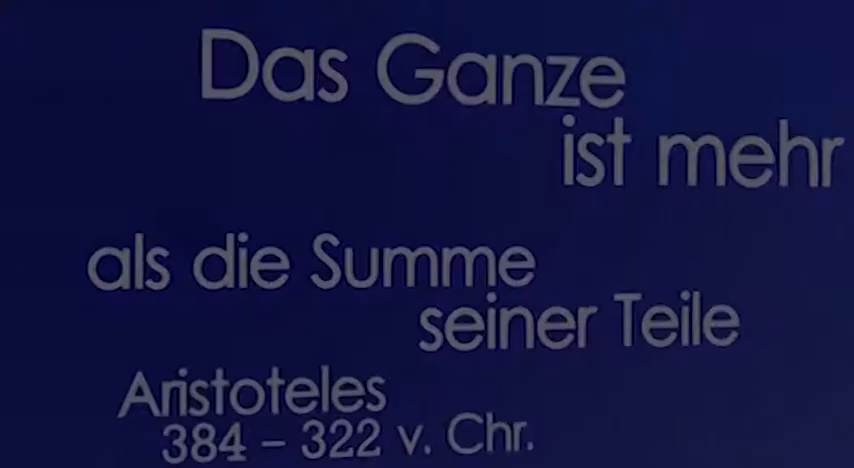 Das Ganze
ist mehr
als die Summe
seiner Teile
Aristoteles
384 – 322 v. Chr.